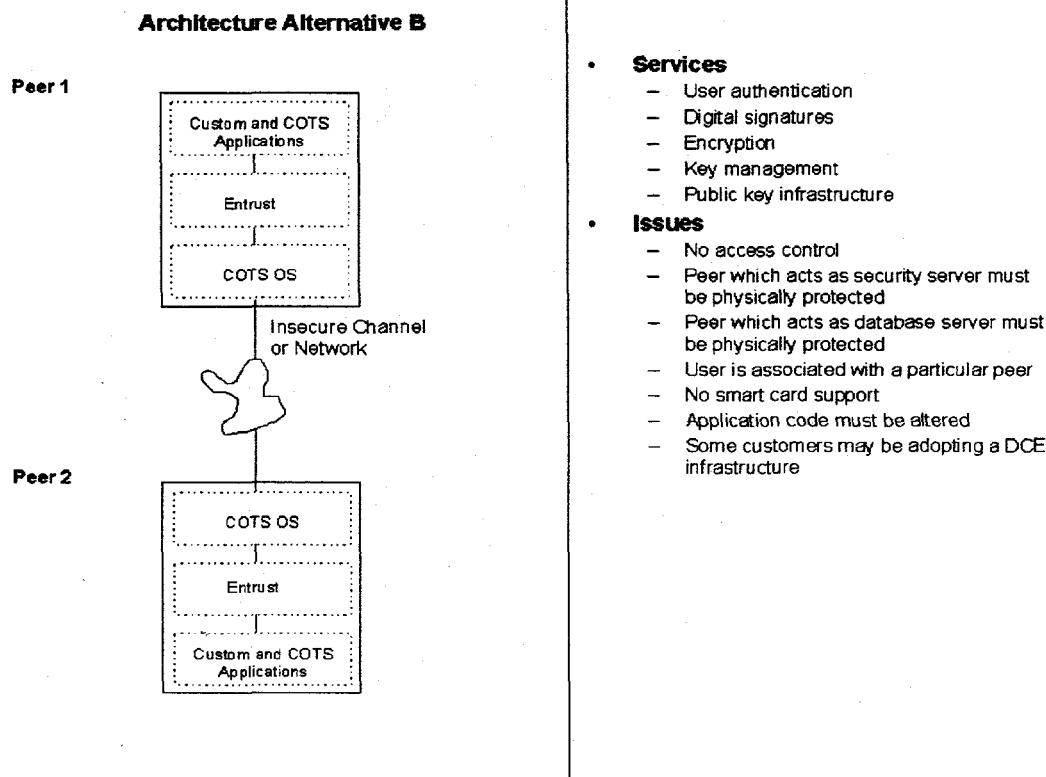 Architecture Alternative B
Peer 1
Custom and COTS
Applications
Entrust
COTS OS
Insecure Channel
or Network
Peer 2
COTS OS
Entrust
Custom and COTS
Applications
• Services
– User authentication
– Digital signatures
– Encryption
– Key management
– Public key infrastructure
• Issues
– No access control
– Peer which acts as security server must
be physically protected
– Peer which acts as database server must
be physically protected
– User is associated with a particular peer
– No smart card support
– Application code must be altered
– Some customers may be adopting a DCE
infrastructure